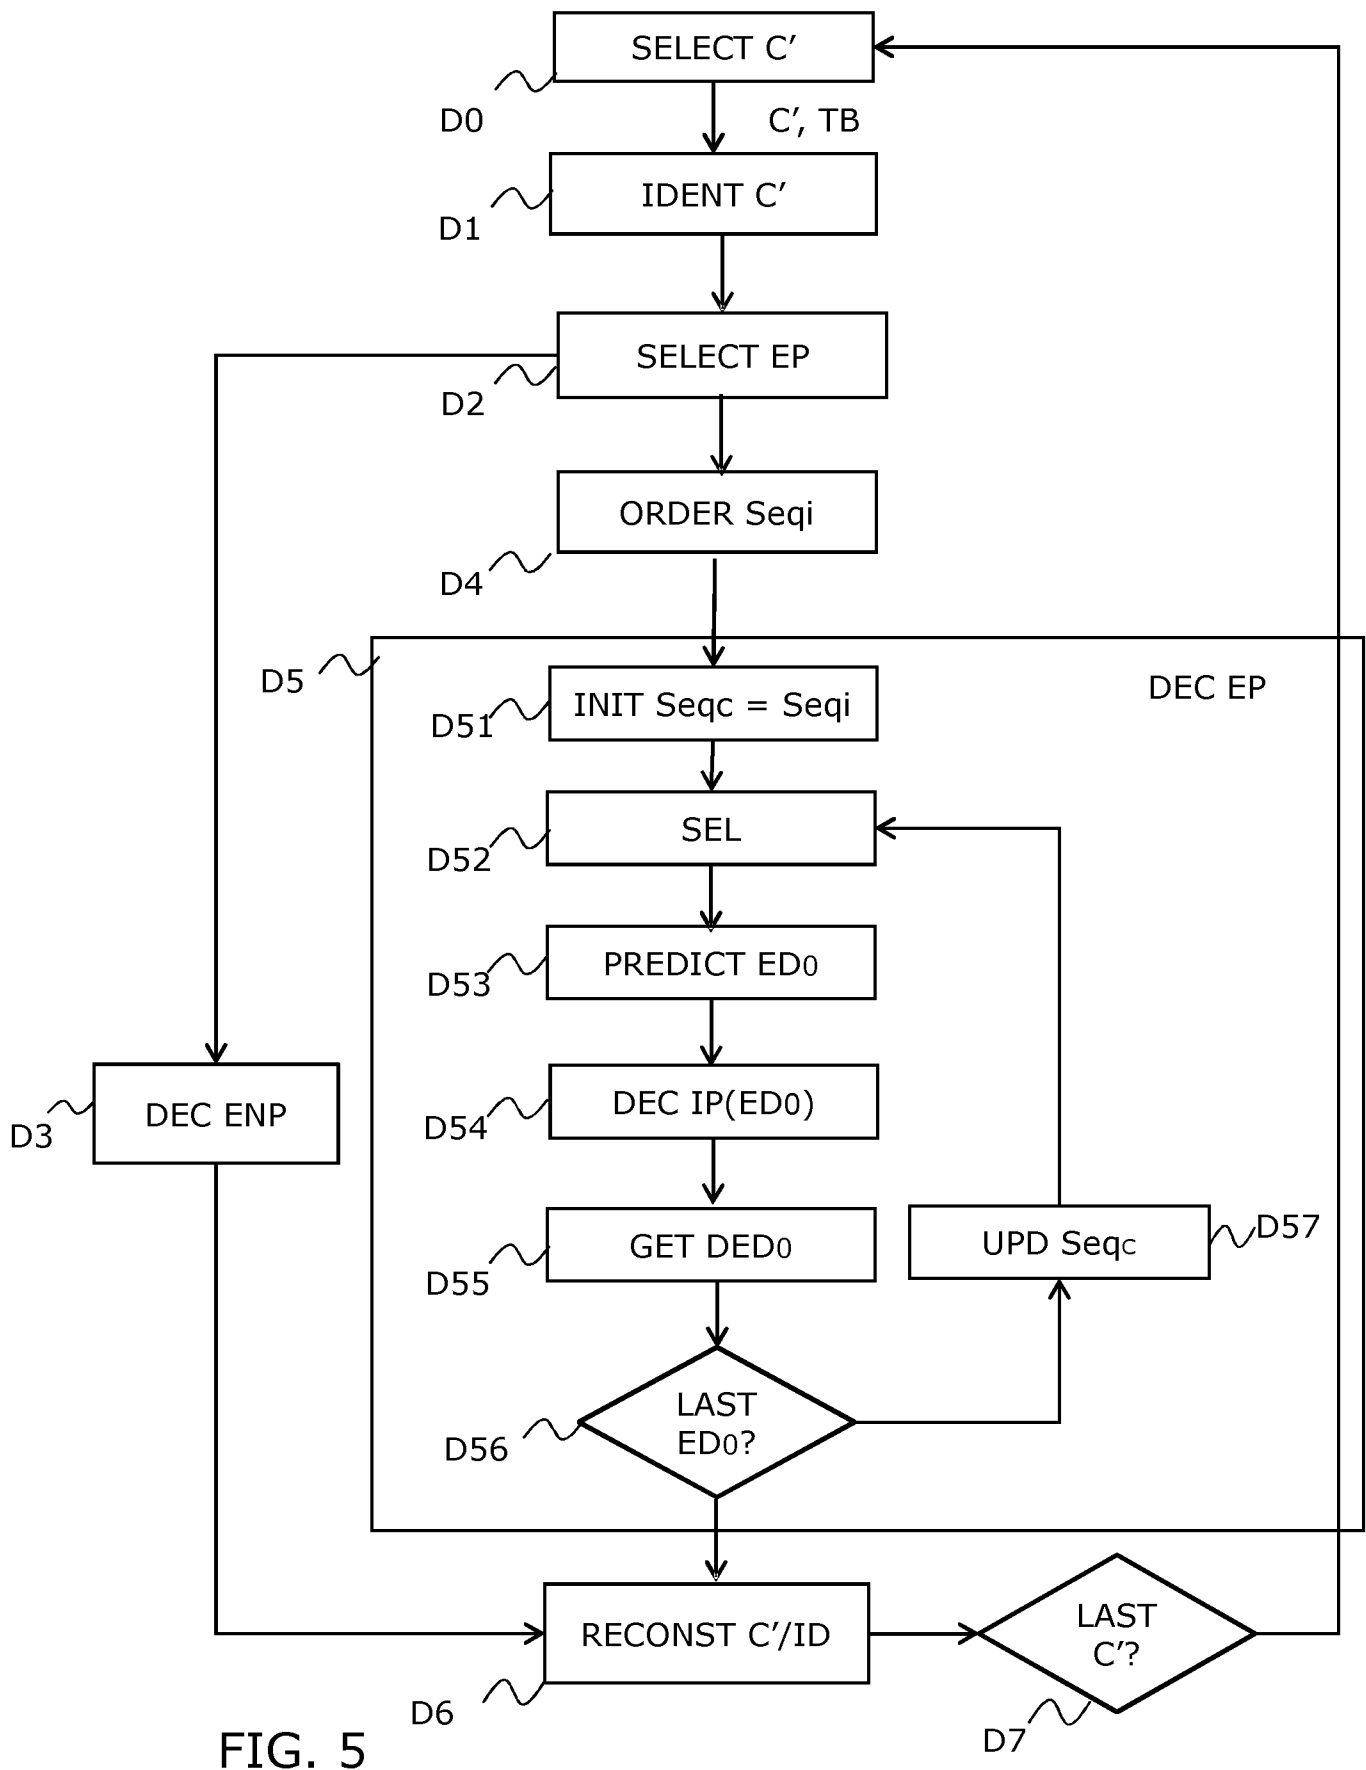 SELECT C’
D0
C’, TB
IDENT C’
D1
SELECT EP
D2
ORDER Seqi
D4
D5
DEC EP
INIT Seqc = Seqi
D51
SEL
D52
PREDICT ED0
D53
DEC ENP
D3
DEC IP(ED0)
D54
GET DED0
D55
UPD Seqc
D57
LAST
ED0?
D56
RECONST C’/ID
D6
LAST
C’?
D7
FIG. 5